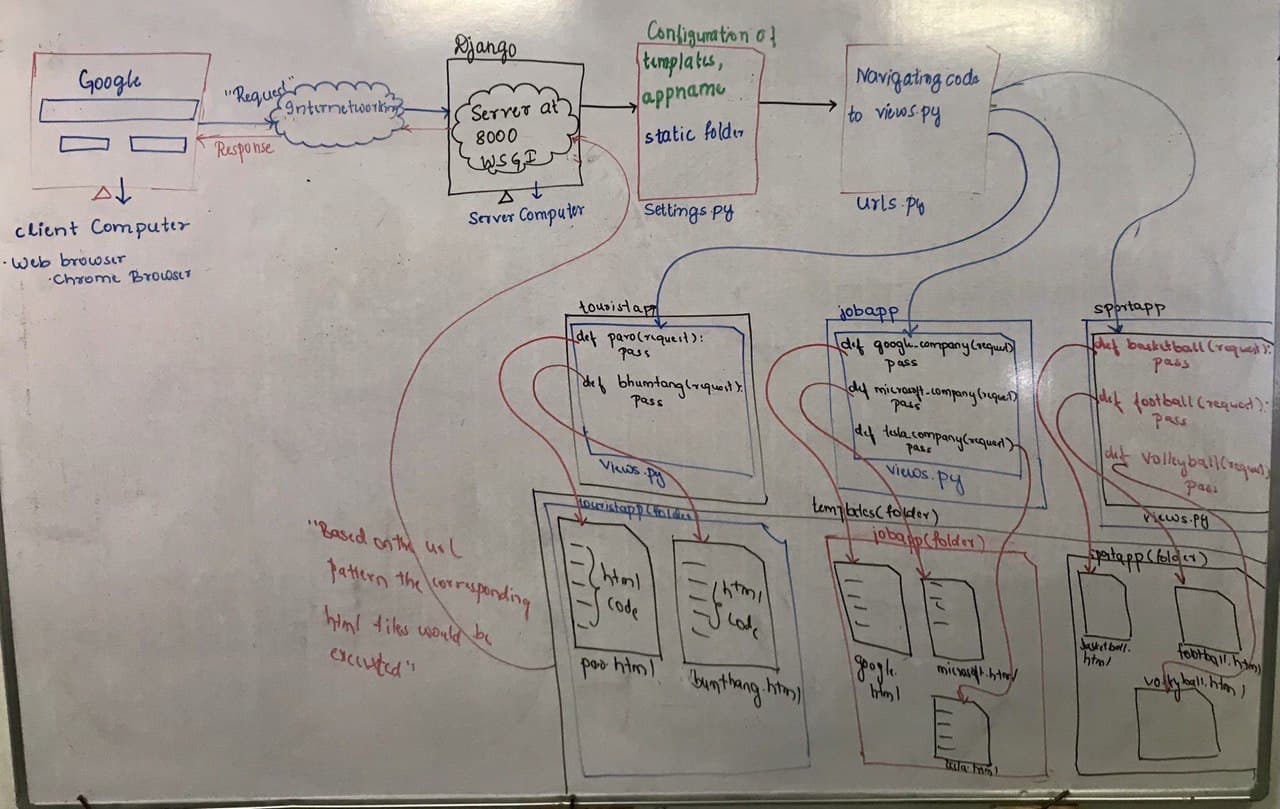 Google
"Request"
Internetworking
Response
client Computer
· Web browser
· Chrome Browser
Django
Server at
8000
WSGI
Server Computer
Configuration of
templates,
appname
static folder
Settings.py
Navigating code
to views.py
urls.py
touristapp
def paro(request):
pass
def bhumtang(request):
pass
views.py
jobapp
def google_company(request)
pass
def microsoft_company(request)
pass
def tesla_company(request)
pass
views.py
sportapp
def basketball(request):
pass
def football(request):
pass
def volleyball(request)
pass
views.py
templates(folder)
touristapp(folder
html
code
paro.html
html
code
bumthang.html
jobapp(folder)
google.
html
microsoft.html
tesla.html
sportapp(folder)
basketball.
html
football.html
volleyball.html
"Based on the url
pattern the corresponding
html files would be
executed"